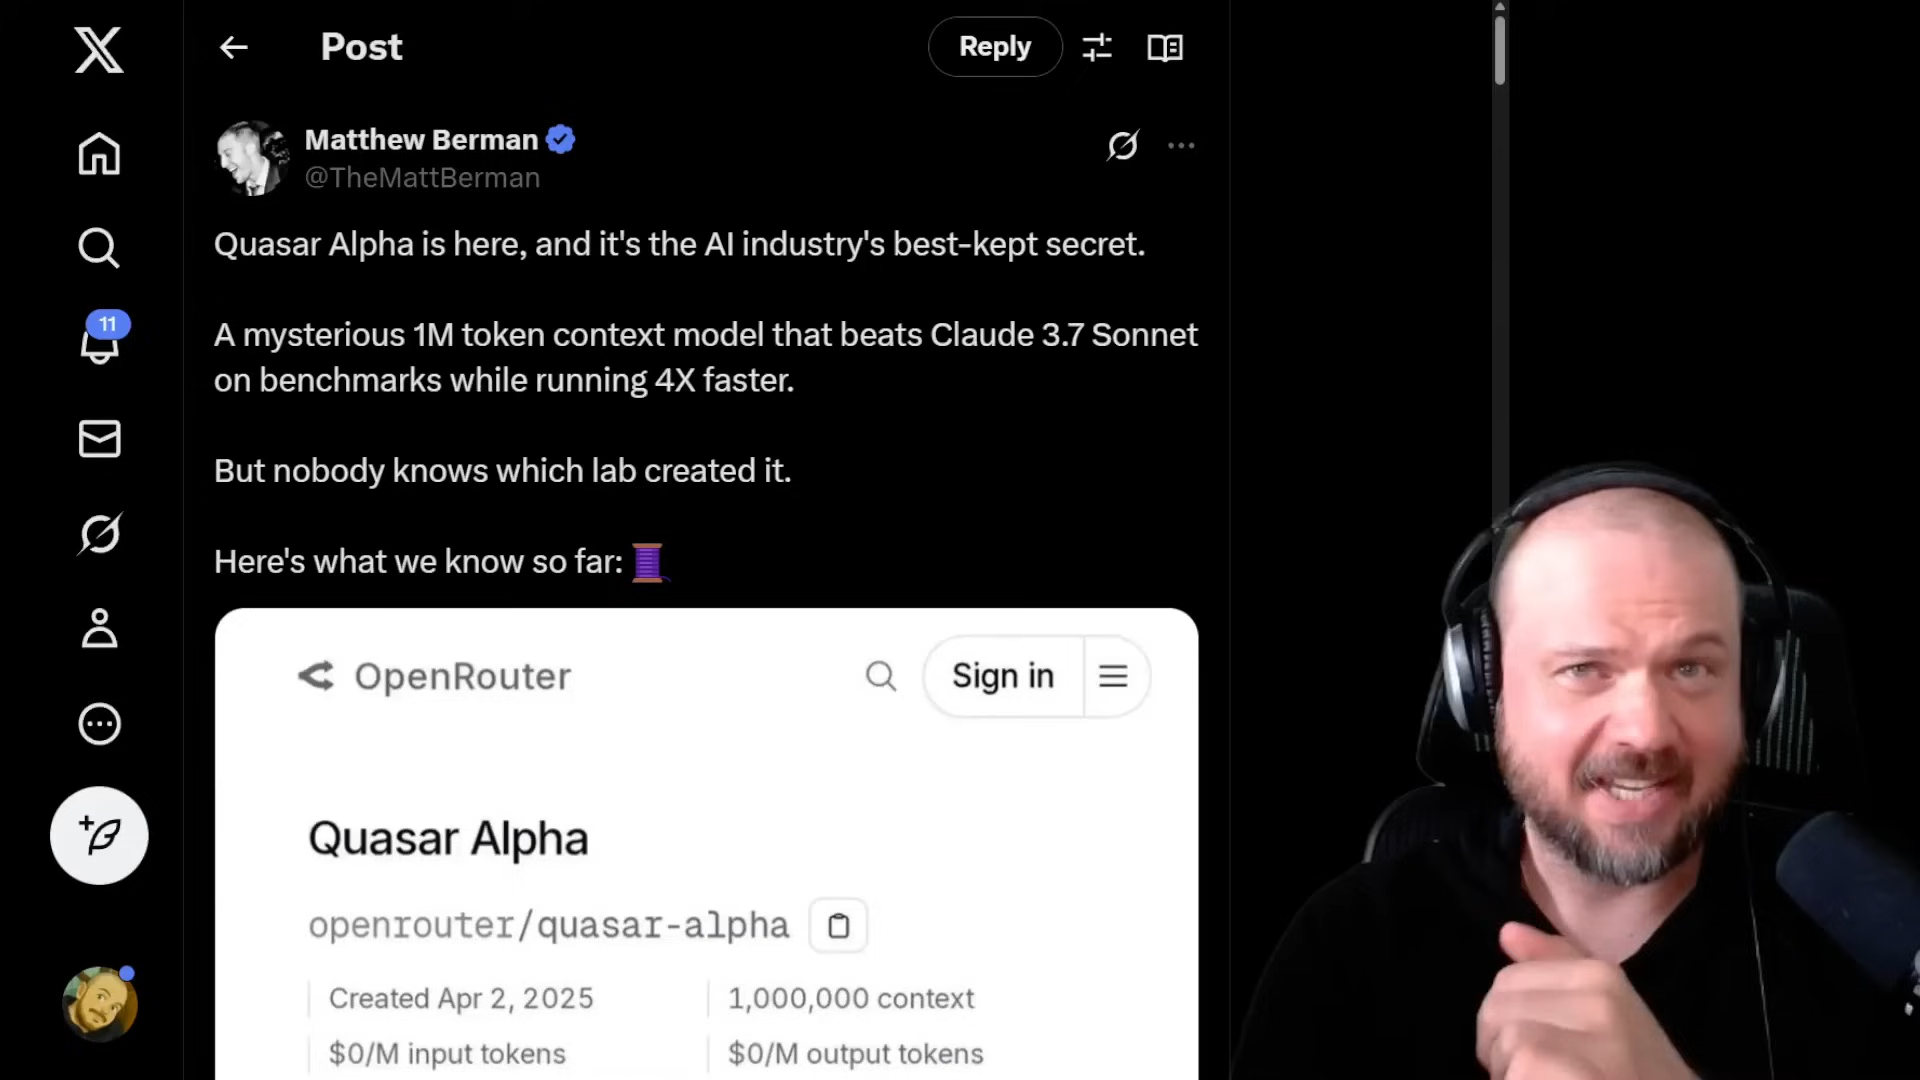 Post
Reply
Matthew Berman
@TheMattBerman
Quasar Alpha is here, and it's the AI industry's best-kept secret.
A mysterious 1M token context model that beats Claude 3.7 Sonnet
on benchmarks while running 4X faster.
But nobody knows which lab created it.
Here's what we know so far: 🧵
11
OpenRouter
Sign in
Quasar Alpha
openrouter/quasar-alpha
Created Apr 2, 2025
1,000,000 context
$0/M input tokens
$0/M output tokens